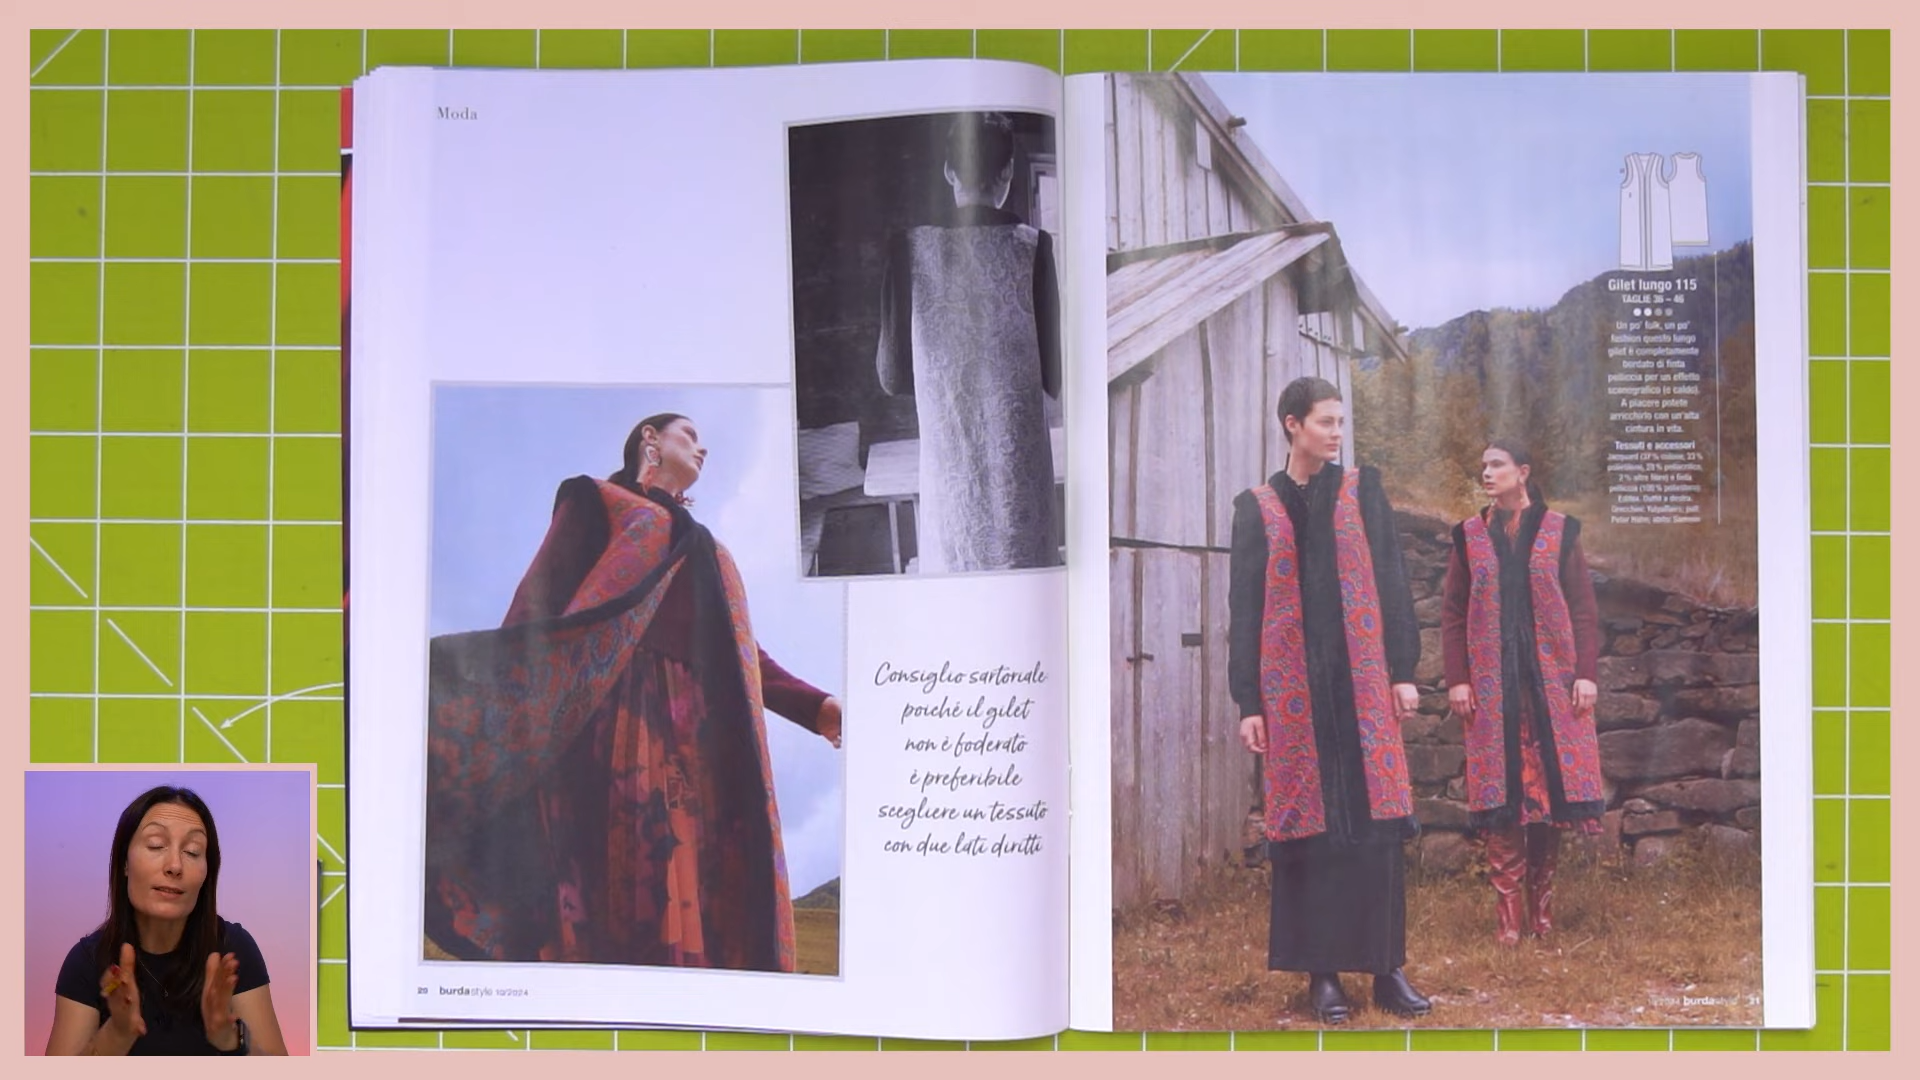 Moda
Consiglio sartoriale
poiché il gilet
non è foderato
è preferibile
scegliere un tessuto
con due lati diritti
20 burdastyle 10/2024
Gilet lungo 115
TAGLIE 36 – 46
Un po' folk, un po'
fashion questo lungo
gilet è completamente
bordato di finta
pelliccia per un effetto
scenografico (e caldo).
A piacere potete
arricchirlo con un'alta
cintura in vita.
Tessuti e accessori
10/2024 burdastyle 21